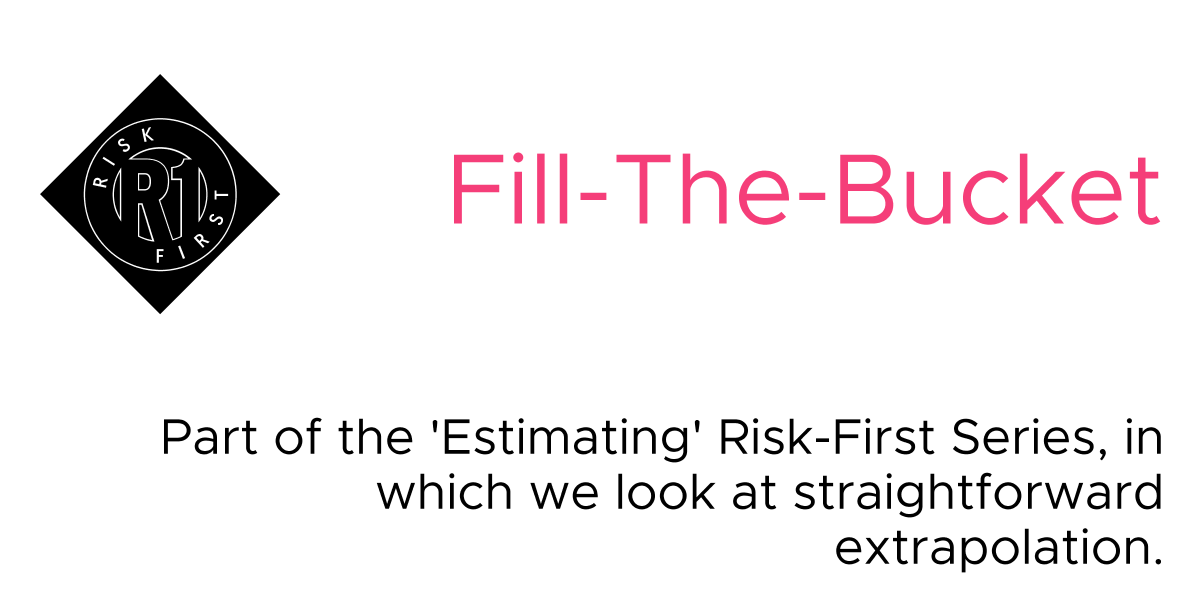 RISK
R1
FIRST
Fill-The-Bucket
Part of the 'Estimating' Risk-First Series, in
which we look at straightforward
extrapolation.